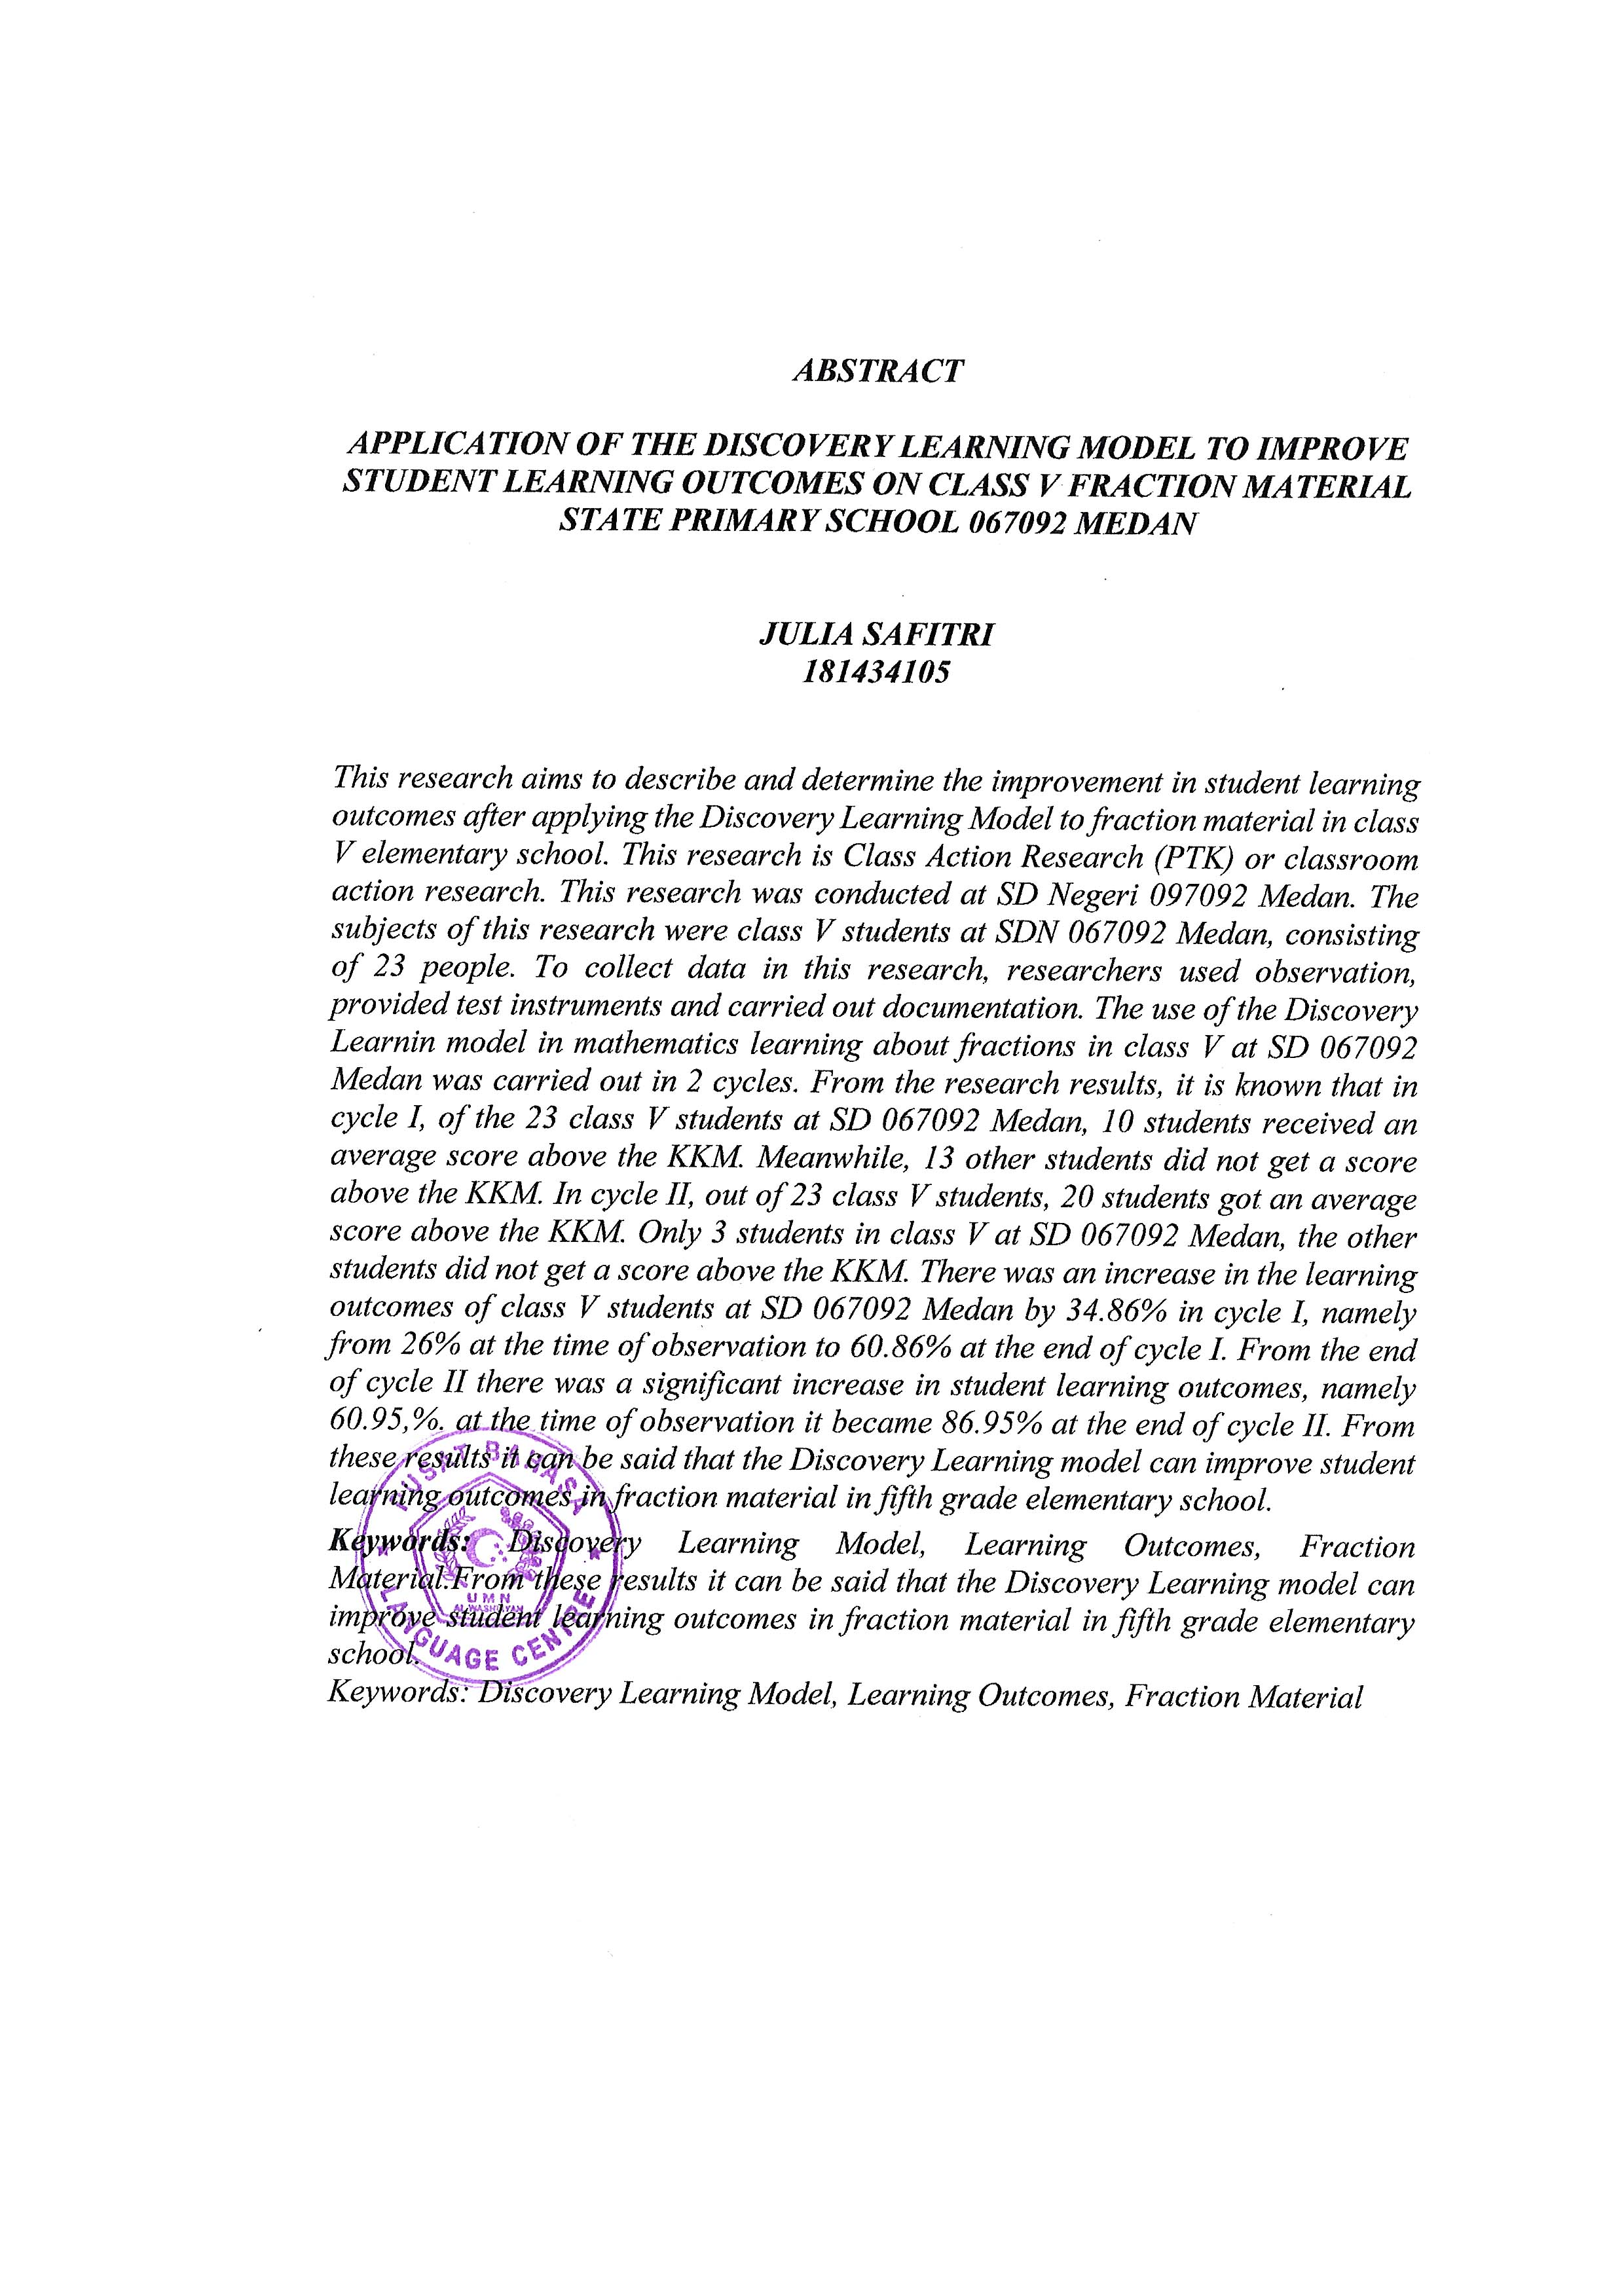 ABSTRACT
APPLICATION OF THE DISCOVERY LEARNING MODEL TO IMPROVE
STUDENT LEARNING OUTCOMES ON CLASS V FRACTION MATERIAL
STATE PRIMARY SCHOOL 067092 MEDAN
JULIA SAFITRI
181434105
This research aims to describe and determine the improvement in student learning
outcomes after applying the Discovery Learning Model to fraction material in class
V elementary school. This research is Class Action Research (PTK) or classroom
action research. This research was conducted at SD Negeri 097092 Medan. The
subjects of this research were class V students at SDN 067092 Medan, consisting
of 23 people. To collect data in this research, researchers used observation,
provided test instruments and carried out documentation. The use of the Discovery
Learnin model in mathematics learning about fractions in class V at SD 067092
Medan was carried out in 2 cycles. From the research results, it is known that in
cycle I, of the 23 class V students at SD 067092 Medan, 10 students received an
average score above the KKM. Meanwhile, 13 other students did not get a score
above the KKM. In cycle II, out of 23 class V students, 20 students got an average
score above the KKM. Only 3 students in class V at SD 067092 Medan, the other
students did not get a score above the KKM. There was an increase in the learning
outcomes of class V students at SD 067092 Medan by 34.86% in cycle I, namely
from 26% at the time of observation to 60.86% at the end of cycle I. From the end
of cycle II there was a significant increase in student learning outcomes, namely
60.95,%. at the time of observation it became 86.95% at the end of cycle II. From
these results it can be said that the Discovery Learning model can improve student
learning outcomes in fraction material in fifth grade elementary school.
Keywords: Discovery Learning Model, Learning Outcomes, Fraction
Material.From these results it can be said that the Discovery Learning model can
improve student learning outcomes in fraction material in fifth grade elementary
school.
Keywords: Discovery Learning Model, Learning Outcomes, Fraction Material
PUSAT BAHASA
UMN
AL WASHLIYAH
LANGUAGE CENTRE